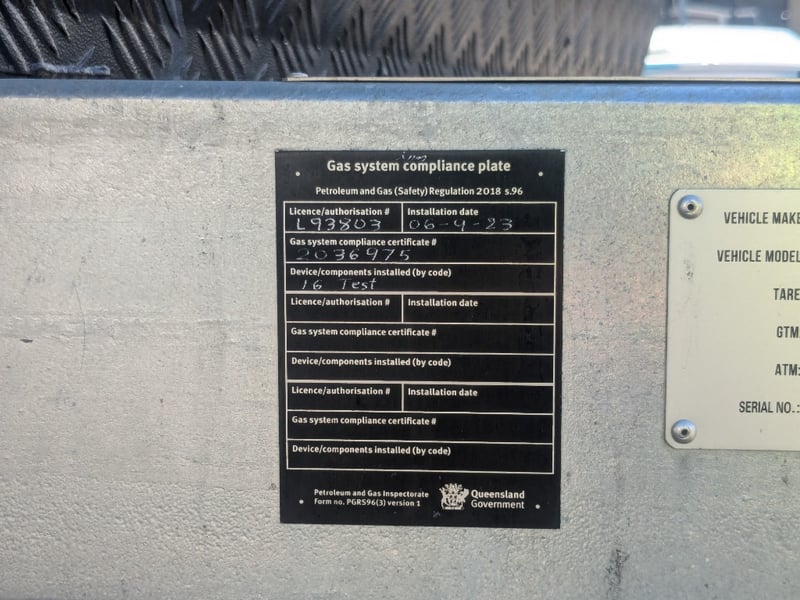 Gas system compliance plate
Petroleum and Gas (Safety) Regulation 2018 s.96
Licence/authorisation # Installation date
L93803 06-4-23
Gas system compliance certificate #
2036975
Device/components installed (by code)
16 Test
Licence/authorisation # Installation date
Gas system compliance certificate #
Device/components installed (by code)
Licence/authorisation # Installation date
Gas system compliance certificate #
Device/components installed (by code)
Petroleum and Gas Inspectorate
Form no. PGRS96(3) version 1
Queensland
Government
VEHICLE MAKE
VEHICLE MODEL
TARE
GTM
ATM:
SERIAL NO.: